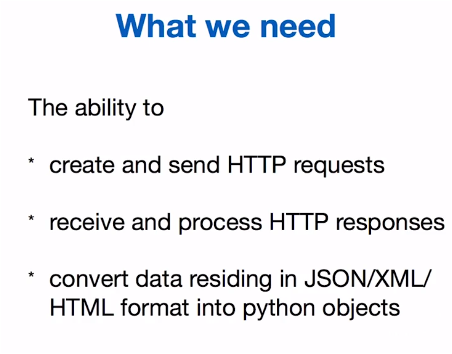 What we need
The ability to
* create and send HTTP requests
* receive and process HTTP responses
* convert data residing in JSON/XML/
HTML format into python objects